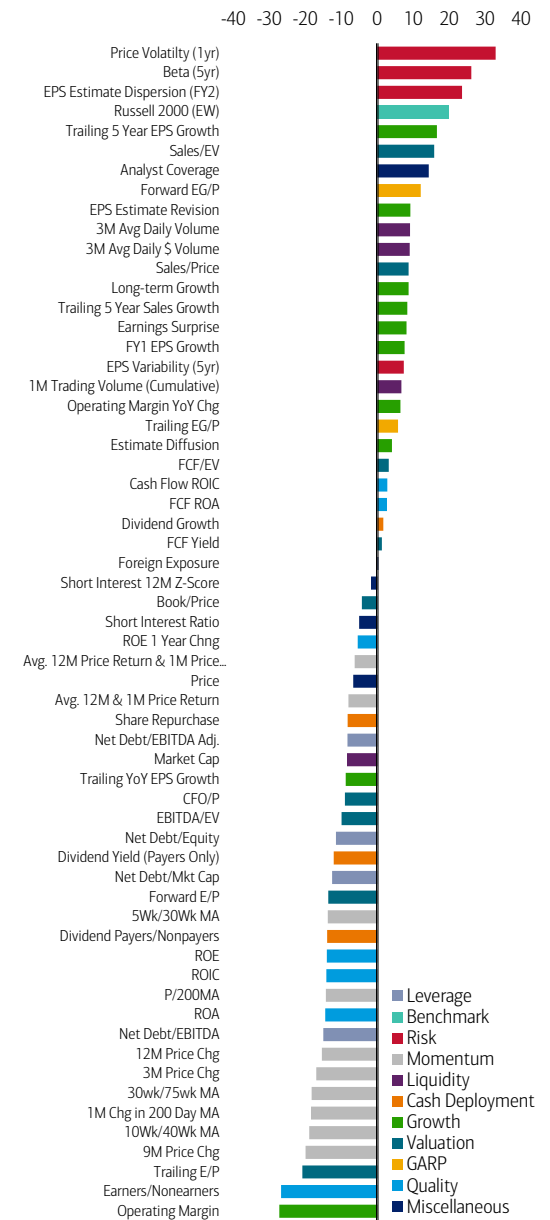 -40 -30 -20 -10 0 10 20 30 40
Price Volatilty (1yr)
Beta (5yr)
EPS Estimate Dispersion (FY2)
Russell 2000 (EW)
Trailing 5 Year EPS Growth
Sales/EV
Analyst Coverage
Forward EG/P
EPS Estimate Revision
3M Avg Daily Volume
3M Avg Daily $ Volume
Sales/Price
Long-term Growth
Trailing 5 Year Sales Growth
Earnings Surprise
FY1 EPS Growth
EPS Variability (5yr)
1M Trading Volume (Cumulative)
Operating Margin YoY Chg
Trailing EG/P
Estimate Diffusion
FCF/EV
Cash Flow ROIC
FCF ROA
Dividend Growth
FCF Yield
Foreign Exposure
Short Interest 12M Z-Score
Book/Price
Short Interest Ratio
ROE 1 Year Chng
Avg. 12M Price Return & 1M Price...
Price
Avg. 12M & 1M Price Return
Share Repurchase
Net Debt/EBITDA Adj.
Market Cap
Trailing YoY EPS Growth
CFO/P
EBITDA/EV
Net Debt/Equity
Dividend Yield (Payers Only)
Net Debt/Mkt Cap
Forward E/P
5Wk/30Wk MA
Dividend Payers/Nonpayers
ROE
ROIC
P/200MA
ROA
Net Debt/EBITDA
12M Price Chg
3M Price Chg
30wk/75wk MA
1M Chg in 200 Day MA
10Wk/40Wk MA
9M Price Chg
Trailing E/P
Earners/Nonearners
Operating Margin
Leverage
Benchmark
Risk
Momentum
Liquidity
Cash Deployment
Growth
Valuation
GARP
Quality
Miscellaneous